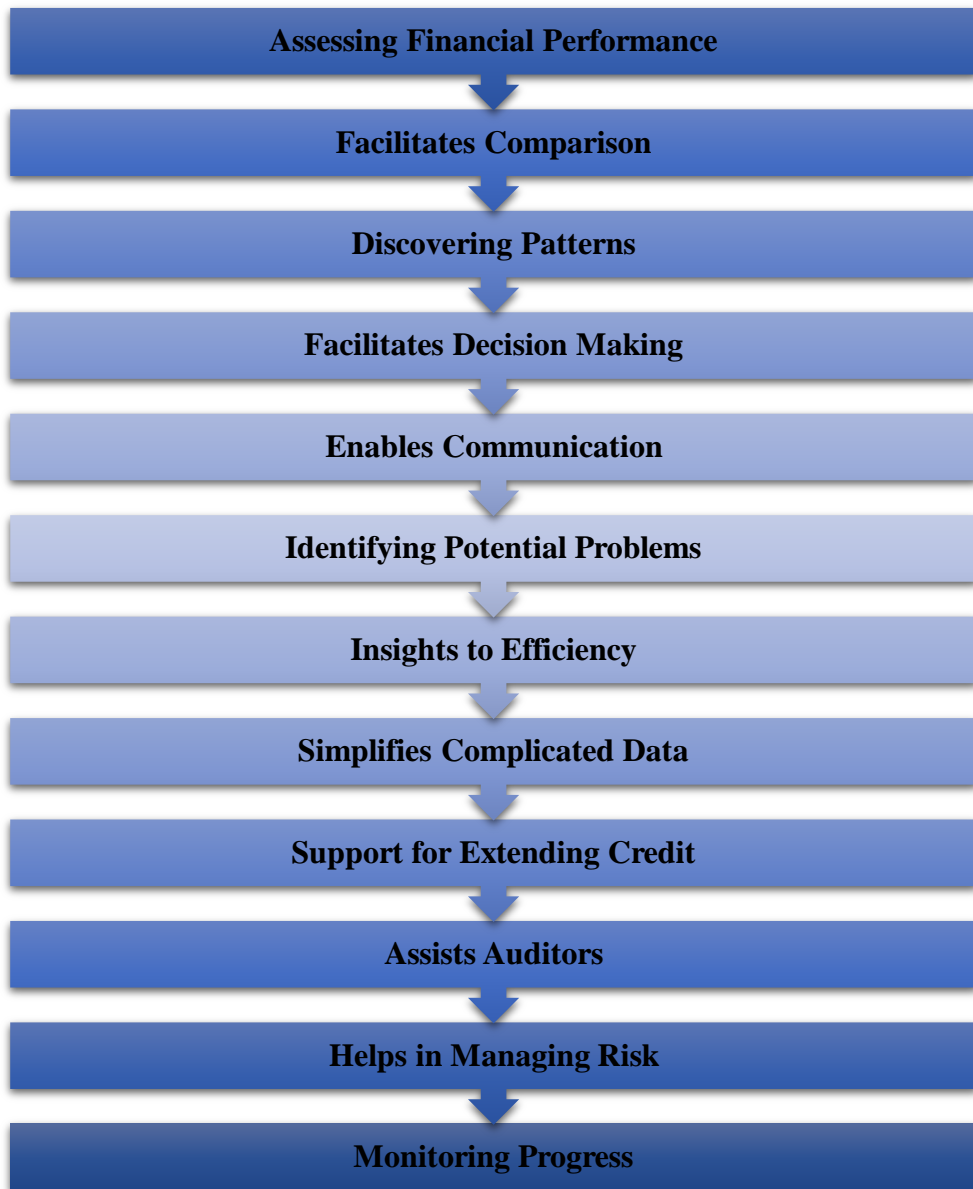 Assessing Financial Performance
Facilitates Comparison
Discovering Patterns
Facilitates Decision Making
Enables Communication
Identifying Potential Problems
Insights to Efficiency
Simplifies Complicated Data
Support for Extending Credit
Assists Auditors
Helps in Managing Risk
Monitoring Progress